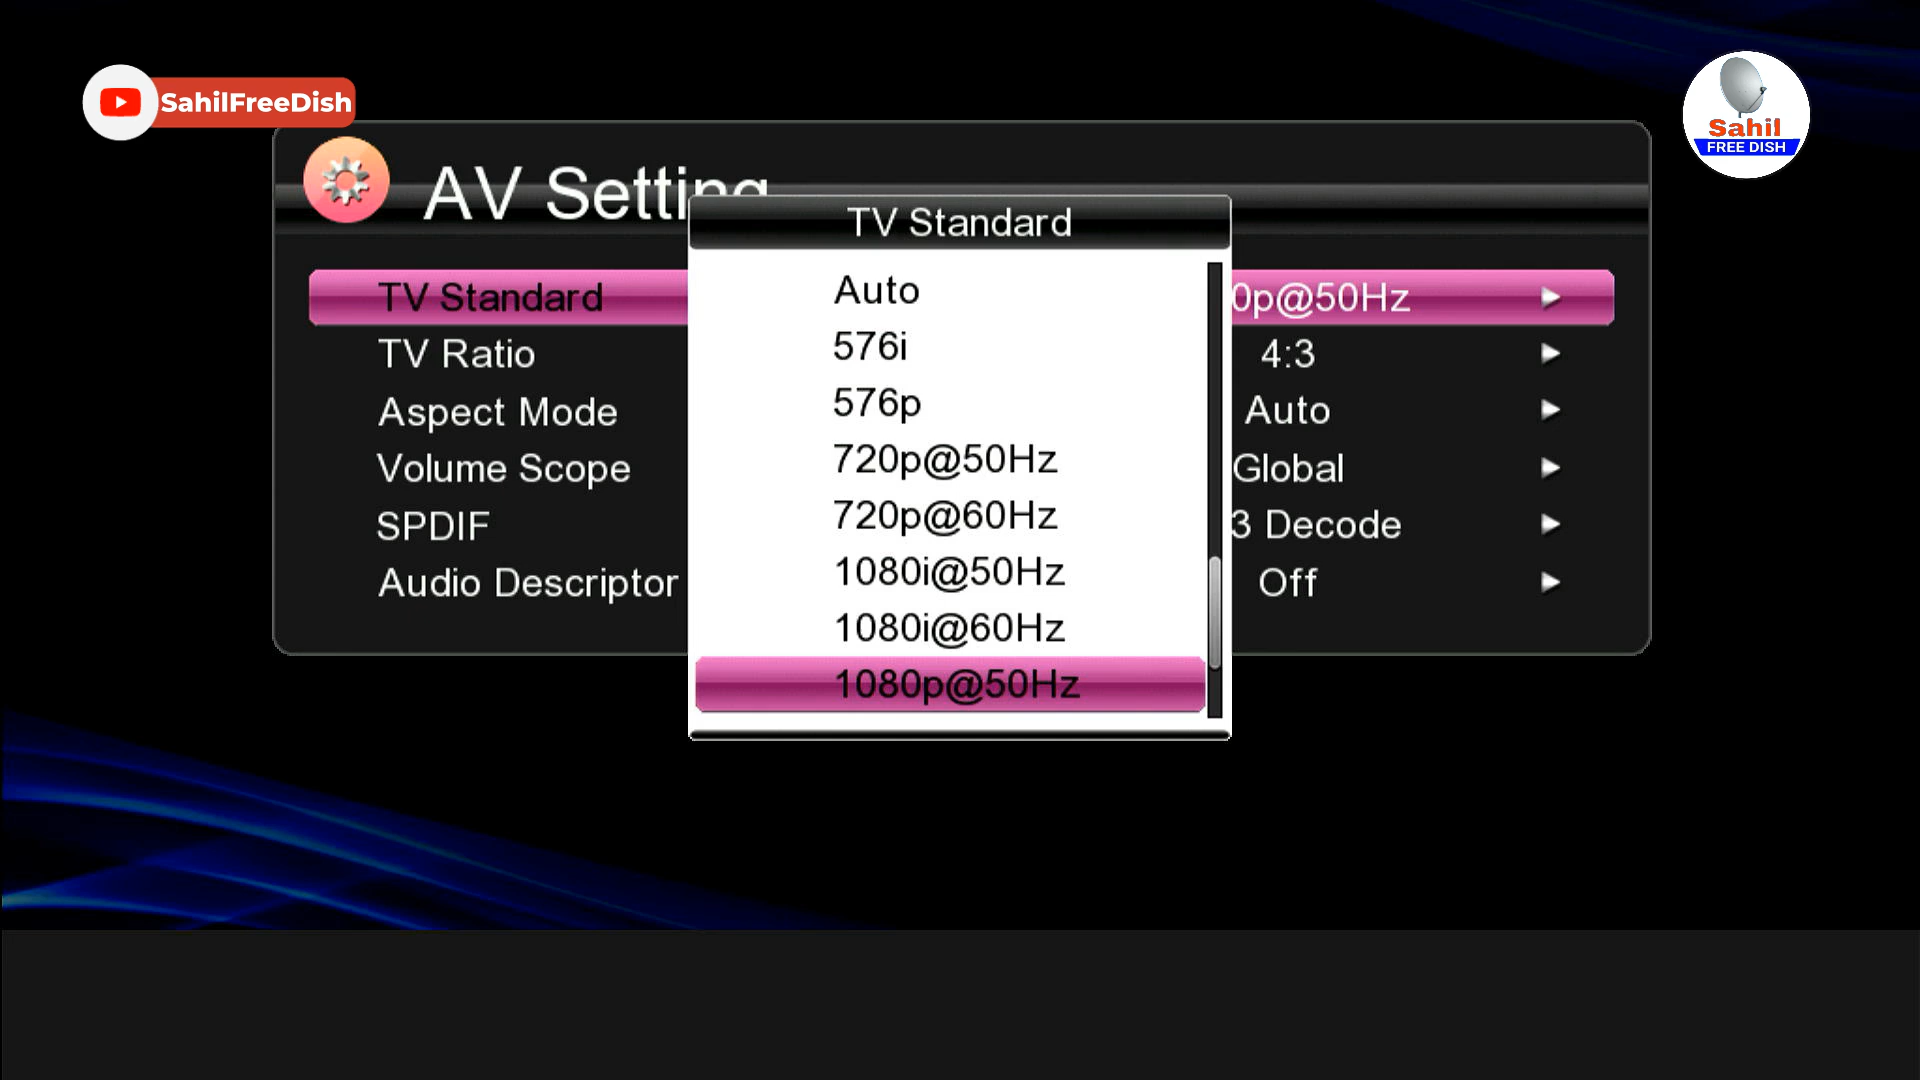 SahilFreeDish
Sahil
FREE DISH
AV Setting
TV Standard
Auto
576i
576p
720p@50Hz
720p@60Hz
1080i@50Hz
1080i@60Hz
1080p@50Hz
TV Standard 0p@50Hz
TV Ratio 4:3
Aspect Mode Auto
Volume Scope Global
SPDIF 3 Decode
Audio Descriptor Off